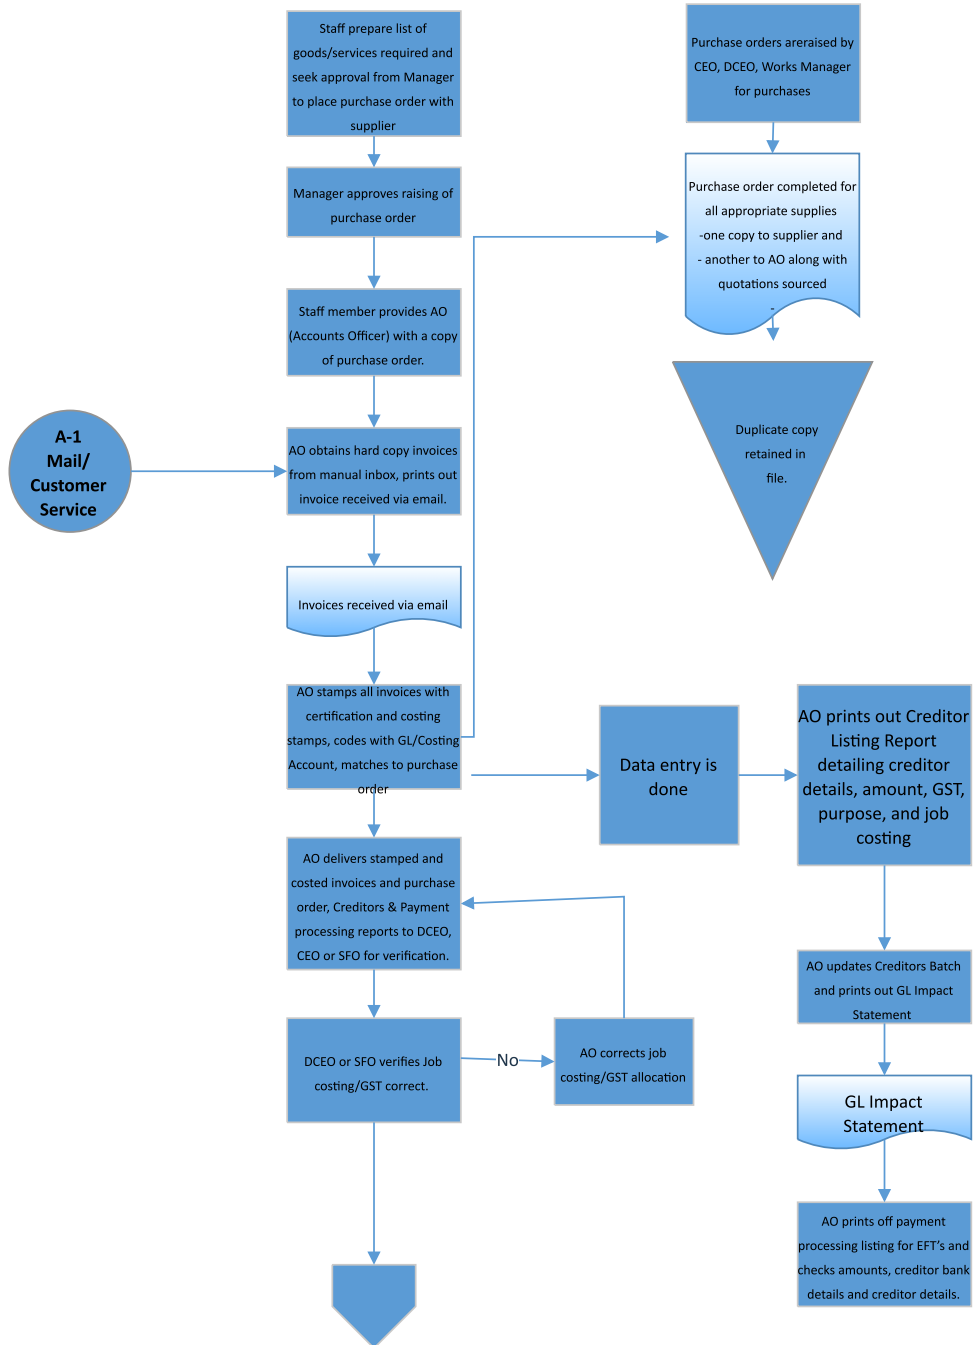 Staff prepare list of
goods/services required and
seek approval from Manager
to place purchase order with
supplier
Manager approves raising of
purchase order
Staff member provides AO
(Accounts Officer) with a copy
of purchase order.
A-1
Mail/
Customer
Service
AO obtains hard copy invoices
from manual inbox, prints out
invoice received via email.
Invoices received via email
AO stamps all invoices with
certification and costing
stamps, codes with GL/Costing
Account, matches to purchase
order
AO delivers stamped and
costed invoices and purchase
order, Creditors & Payment
processing reports to DCEO,
CEO or SFO for verification.
DCEO or SFO verifies Job
costing/GST correct.
No
AO corrects job
costing/GST allocation
Purchase orders areraised by
CEO, DCEO, Works Manager
for purchases
Purchase order completed for
all appropriate supplies
-one copy to supplier and
- another to AO along with
quotations sourced
-
Duplicate copy
retained in
file.
Data entry is
done
AO prints out Creditor
Listing Report
detailing creditor
details, amount, GST,
purpose, and job
costing
AO updates Creditors Batch
and prints out GL Impact
Statement
GL Impact
Statement
AO prints off payment
processing listing for EFT's and
checks amounts, creditor bank
details and creditor details.